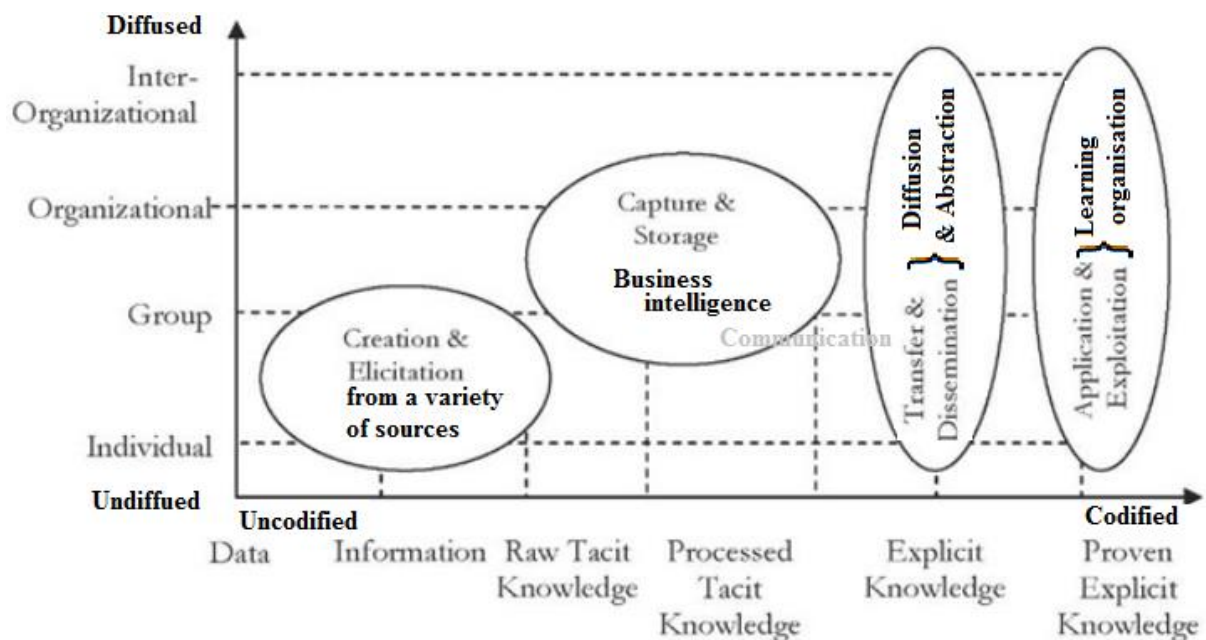 Diffused
Inter-
Organizational
Organizational
Group
Individual
Undiffued
Creation &
Elicitation
from a variety
of sources
Capture &
Storage
Business
intelligence
Communication
Diffusion
& Abstraction
Transfer &
Dissemination
Learning
organisation
Application &
Exploitation
Uncodified
Codified
Data
Information
Raw Tacit
Knowledge
Processed
Tacit
Knowledge
Explicit
Knowledge
Proven
Explicit
Knowledge